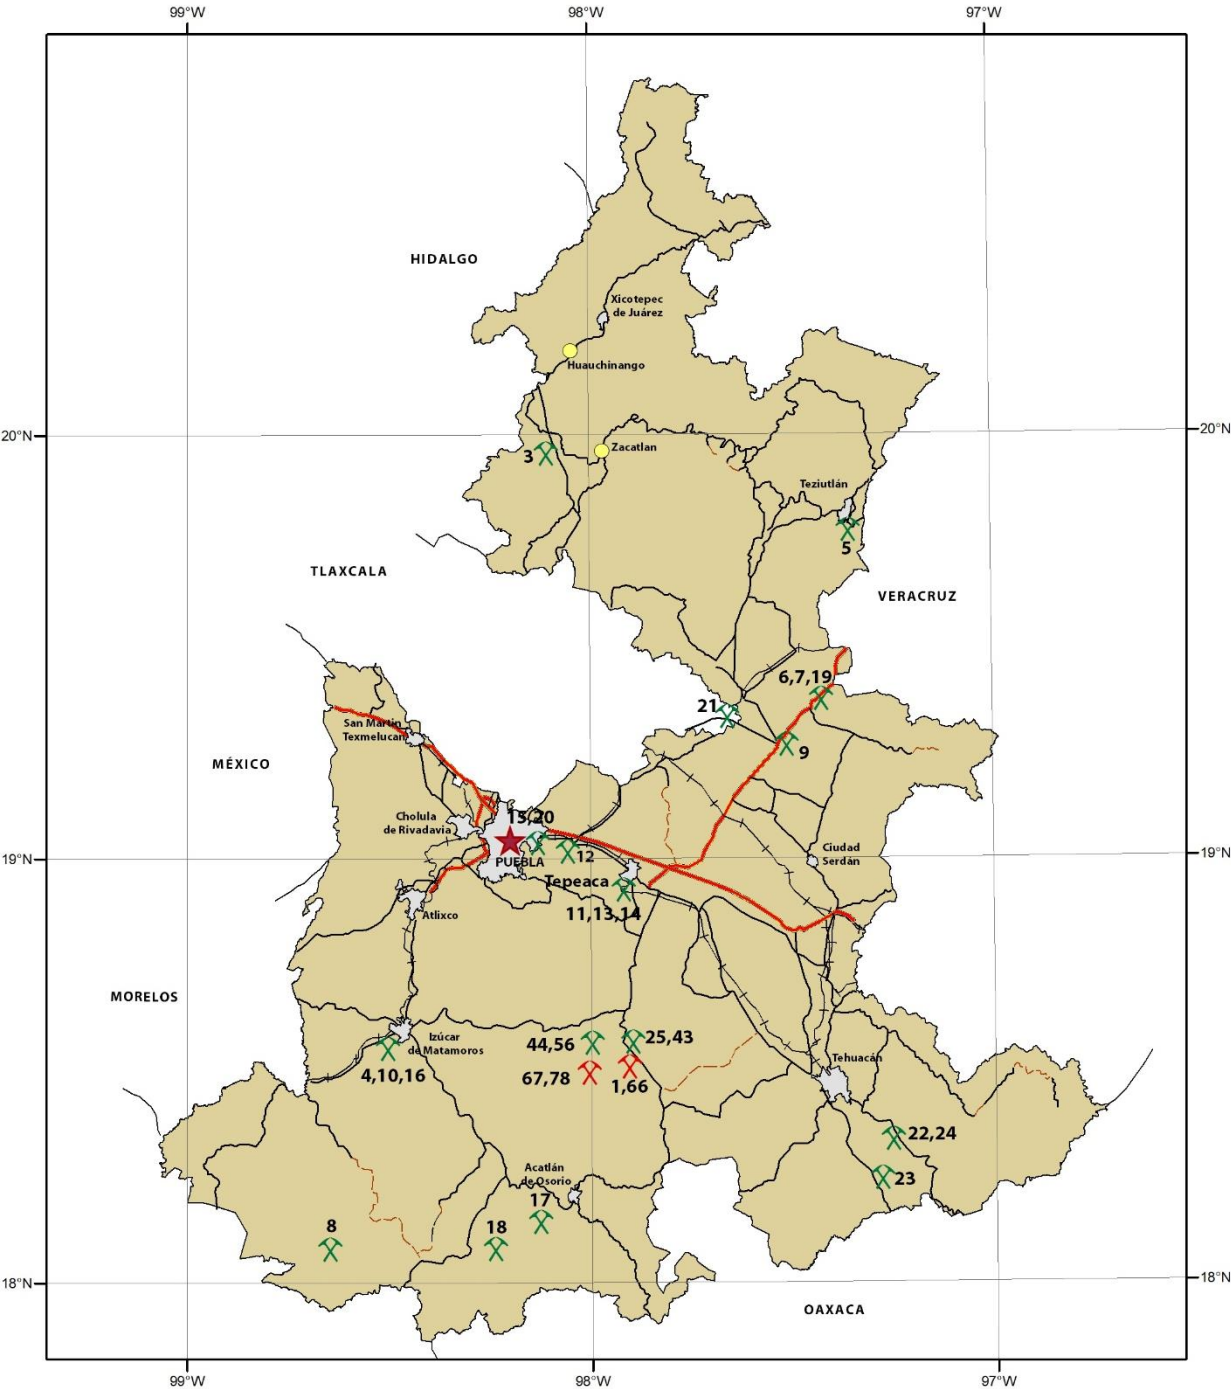 99°W
98°W
97°W
HIDALGO
Xicotepec
de Juárez
Huauchinango
20°N
20°N
Zacatlan
3
Teziutlán
5
TLAXCALA
VERACRUZ
6,7,19
21
San Martín
Texmelucan
9
MÉXICO
15,20
Cholula
de Rivadavia
12
PUEBLA
Ciudad
Serdán
19°N
19°N
Tepeaca
11,13,14
Atlixco
MORELOS
Izúcar
de Matamoros
44,56
25,43
4,10,16
67,78
1,66
Tehuacán
22,24
23
Acatlán
de Osorio
17
8
18
18°N
18°N
OAXACA
99°W
98°W
97°W